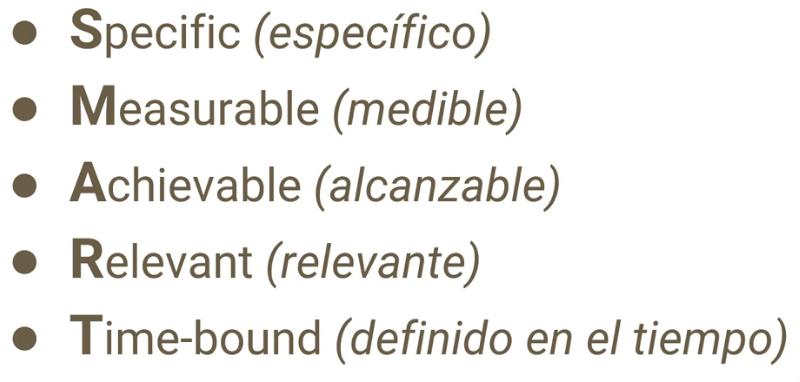 ● Specific (específico)
● Measurable (medible)
● Achievable (alcanzable)
● Relevant (relevante)
● Time-bound (definido en el tiempo)